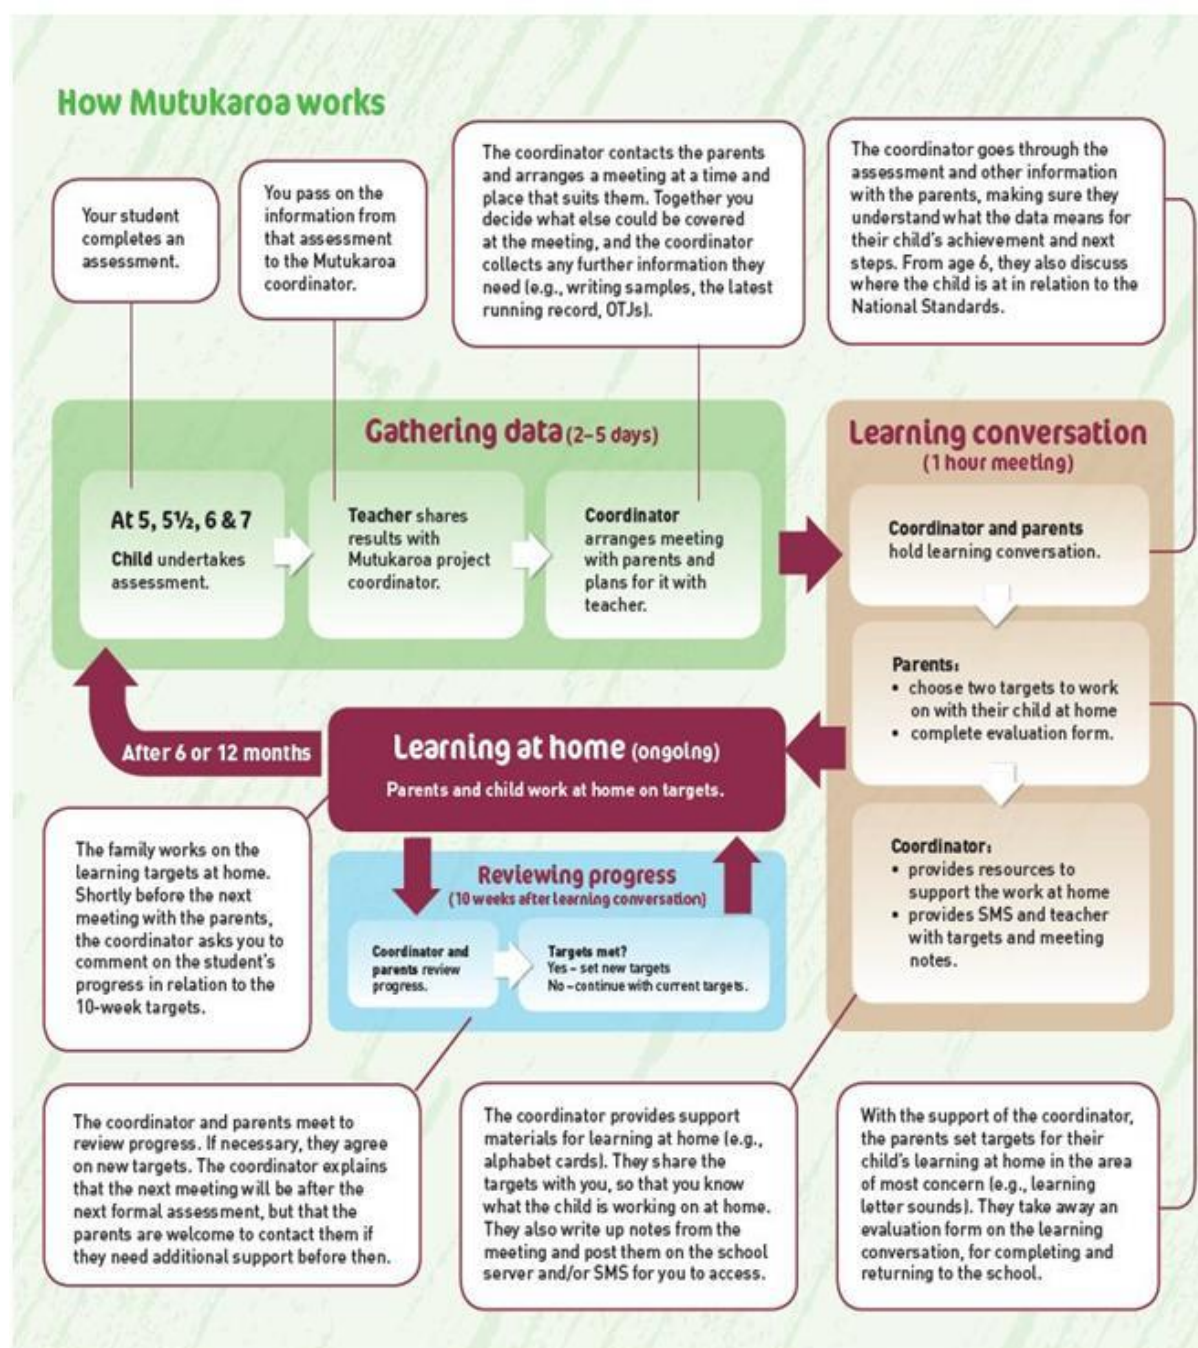 How Mutukaroa works
Your student
completes an
assessment.
You pass on the
information from
that assessment
to the Mutukaroa
coordinator.
The coordinator contacts the parents
and arranges a meeting at a time and
place that suits them. Together you
decide what else could be covered
at the meeting, and the coordinator
collects any further information they
need (e.g., writing samples, the latest
running record, OTJs).
The coordinator goes through the
assessment and other information
with the parents, making sure they
understand what the data means for
their child's achievement and next
steps. From age 6, they also discuss
where the child is at in relation to the
National Standards.
Gathering data (2–5 days)
At 5, 5½, 6 & 7
Child undertakes
assessment.
Teacher shares
results with
Mutukaroa project
coordinator.
Coordinator
arranges meeting
with parents and
plans for it with
teacher.
Learning conversation
(1 hour meeting)
Coordinator and parents
hold learning conversation.
Parents:
• choose two targets to work
on with their child at home
• complete evaluation form.
Coordinator:
• provides resources to
support the work at home
• provides SMS and teacher
with targets and meeting
notes.
Learning at home (ongoing)
Parents and child work at home on targets.
After 6 or 12 months
Reviewing progress
(10 weeks after learning conversation)
Coordinator and
parents review
progress.
Targets met?
Yes – set new targets
No – continue with current targets.
The family works on the
learning targets at home.
Shortly before the next
meeting with the parents,
the coordinator asks you to
comment on the student's
progress in relation to the
10-week targets.
The coordinator and parents meet to
review progress. If necessary, they agree
on new targets. The coordinator explains
that the next meeting will be after the
next formal assessment, but that the
parents are welcome to contact them if
they need additional support before then.
The coordinator provides support
materials for learning at home (e.g.,
alphabet cards). They share the
targets with you, so that you know
what the child is working on at home.
They also write up notes from the
meeting and post them on the school
server and/or SMS for you to access.
With the support of the coordinator,
the parents set targets for their
child's learning at home in the area
of most concern (e.g., learning
letter sounds). They take away an
evaluation form on the learning
conversation, for completing and
returning to the school.